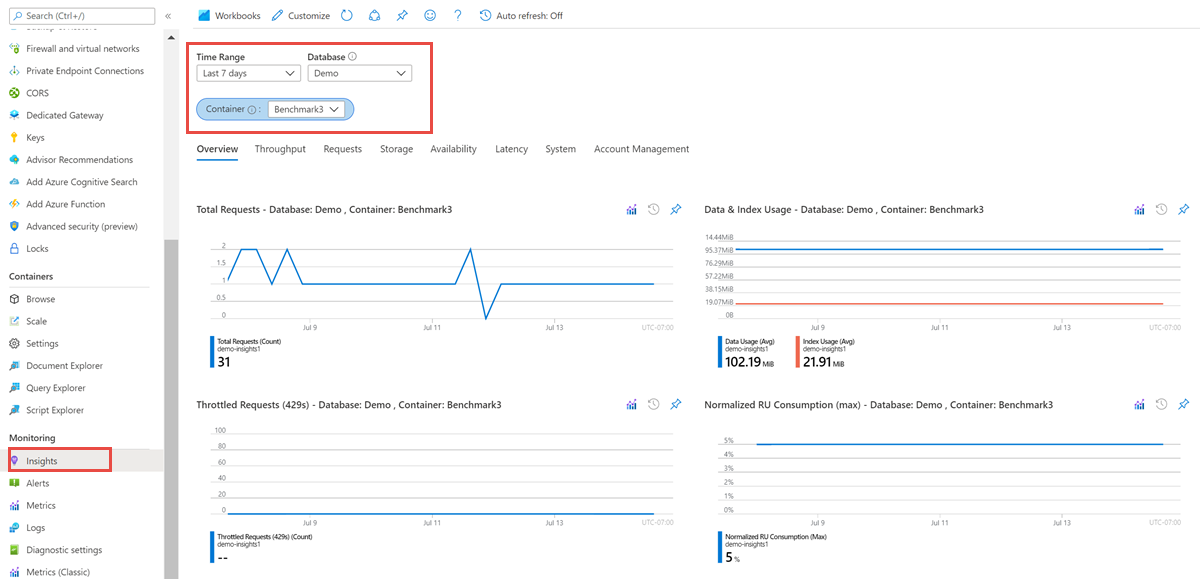 Search (Ctrl+/)
«
Workbooks
Customize
?
Auto refresh: Off
Firewall and virtual networks
Private Endpoint Connections
CORS
Dedicated Gateway
Keys
Advisor Recommendations
Add Azure Cognitive Search
Add Azure Function
Advanced security (preview)
Locks
Containers
Browse
Scale
Settings
Document Explorer
Query Explorer
Script Explorer
Monitoring
Insights
Alerts
Metrics
Logs
Diagnostic settings
Metrics (Classic)
Time Range
Database
Last 7 days
Demo
Container :
Benchmark3
Overview
Throughput
Requests
Storage
Availability
Latency
System
Account Management
Total Requests - Database: Demo , Container: Benchmark3
2
1.5
1
0.5
0
Jul 9
Jul 11
Jul 13
UTC-07:00
Total Requests (Count)
demo-insights1
31
Data & Index Usage - Database: Demo , Container: Benchmark3
14.44MiB
95.37MiB
76.29MiB
57.22MiB
38.15MiB
19.07MiB
0B
Jul 9
Jul 11
Jul 13
UTC-07:00
Data Usage (Avg)
demo-insights1
102.19 MiB
Index Usage (Avg)
demo-insights1
21.91 MiB
Throttled Requests (429s) - Database: Demo , Container: Benchmark3
100
80
60
40
20
0
Jul 9
Jul 11
Jul 13
UTC-07:00
Throttled Requests (429s) (Count)
demo-insights1
--
Normalized RU Consumption (max) - Database: Demo , Container: Benchmark3
5%
4%
3%
2%
1%
0%
Jul 9
Jul 11
Jul 13
UTC-07:00
Normalized RU Consumption (Max)
demo-insights1
5 %